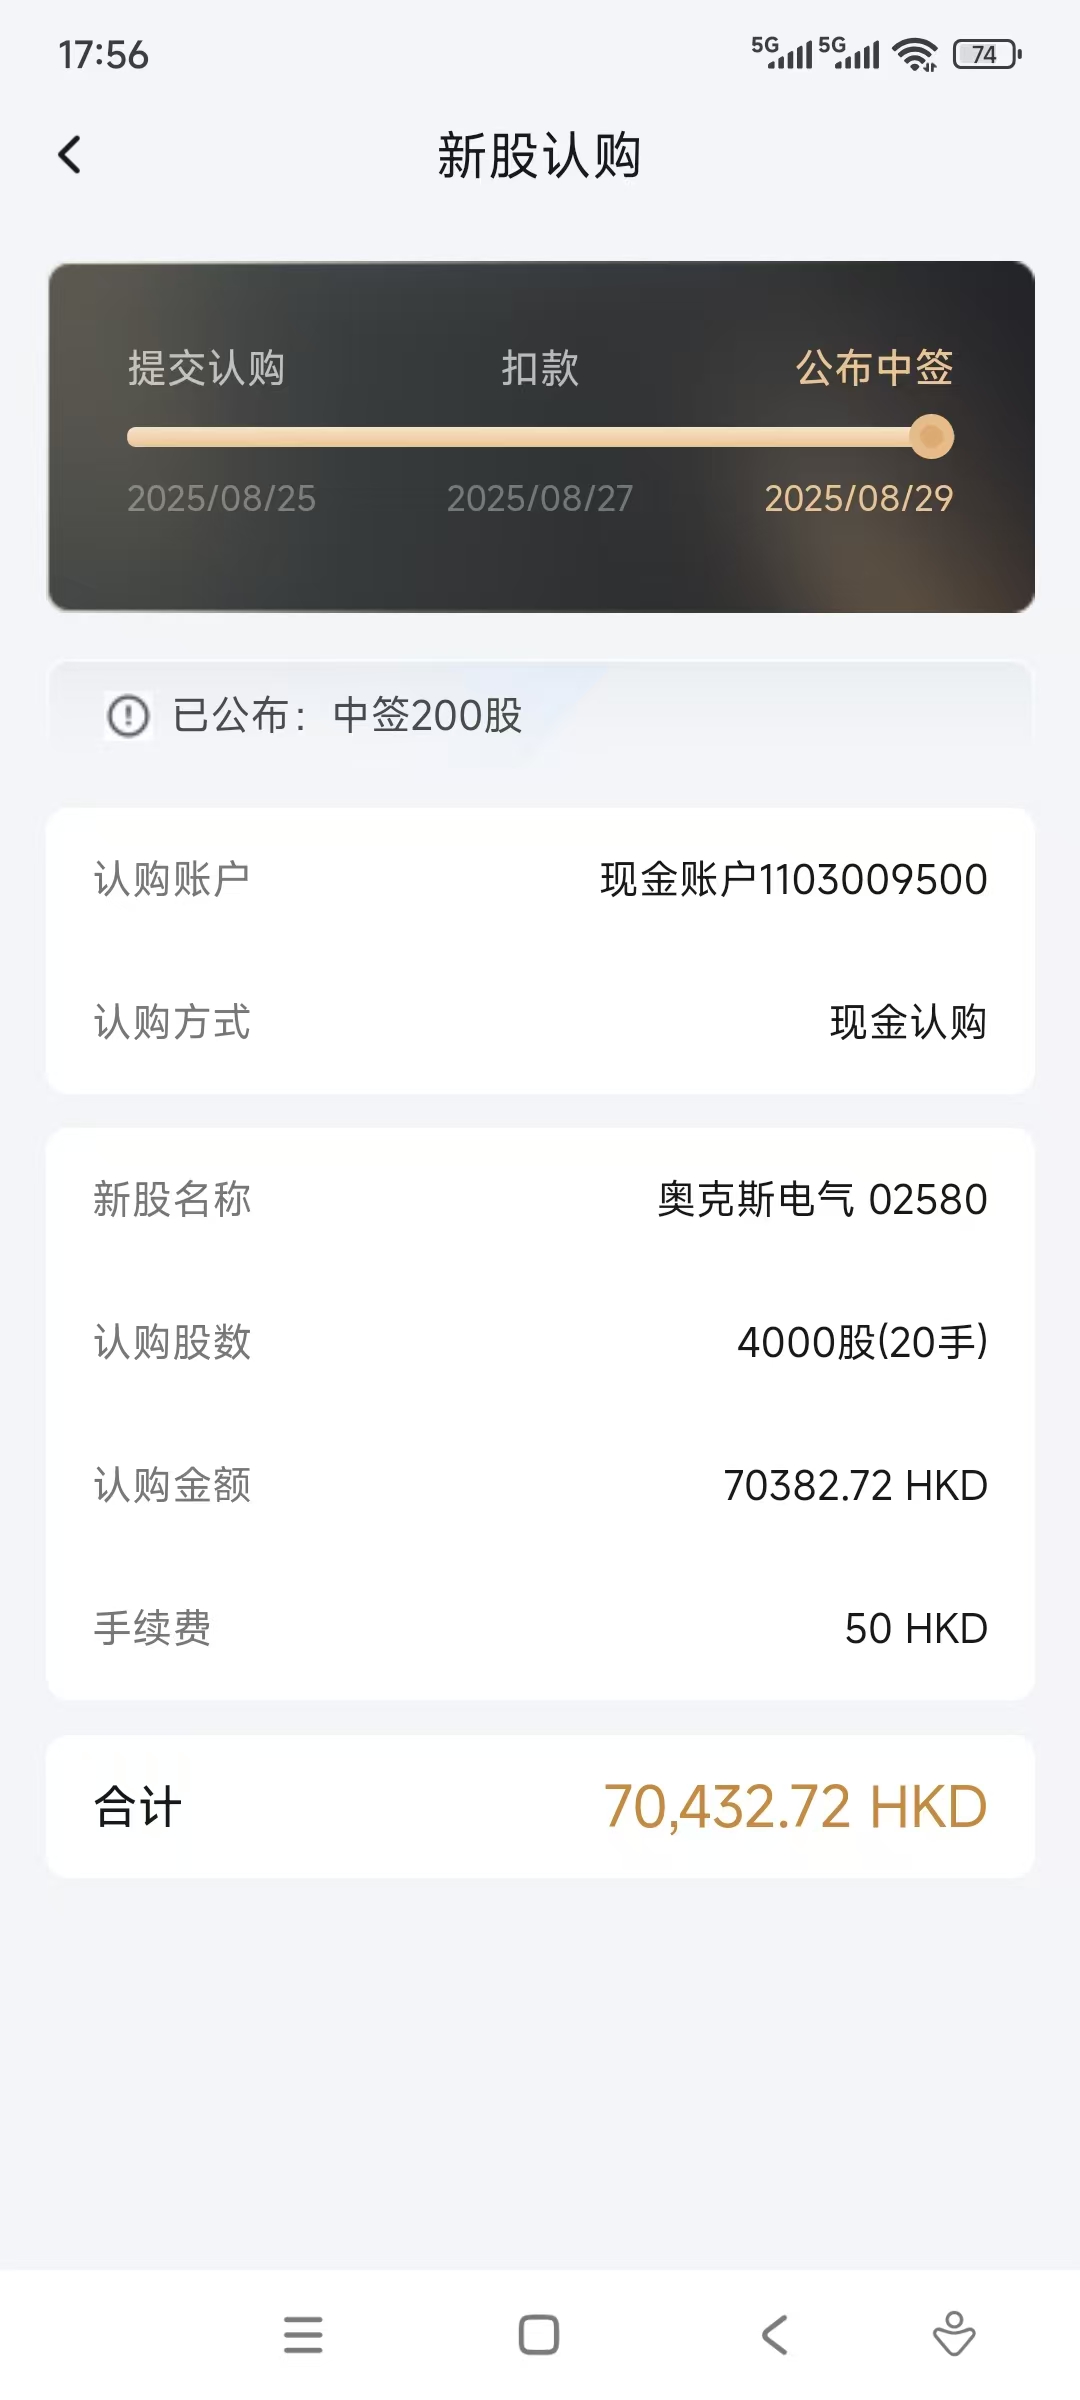 17:56 5G 5G 74
新股认购
提交认购 扣款 公布中签
2025/08/25 2025/08/27 2025/08/29
已公布：中签200股
认购账户 现金账户1103009500
认购方式 现金认购
新股名称 奥克斯电气 02580
认购股数 4000股(20手)
认购金额 70382.72 HKD
手续费 50 HKD
合计 70,432.72 HKD